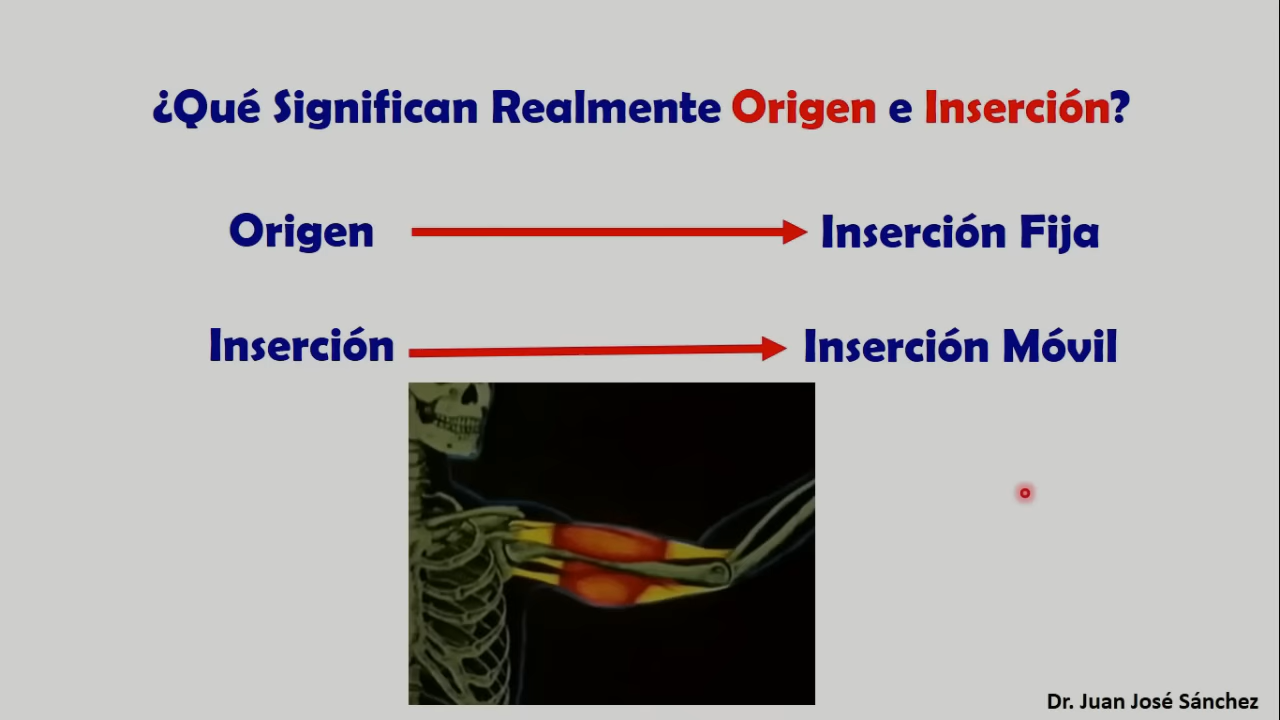 ¿Qué Significan Realmente Origen e Inserción?
Origen Inserción Fija
Inserción Inserción Móvil
Dr. Juan José Sánchez